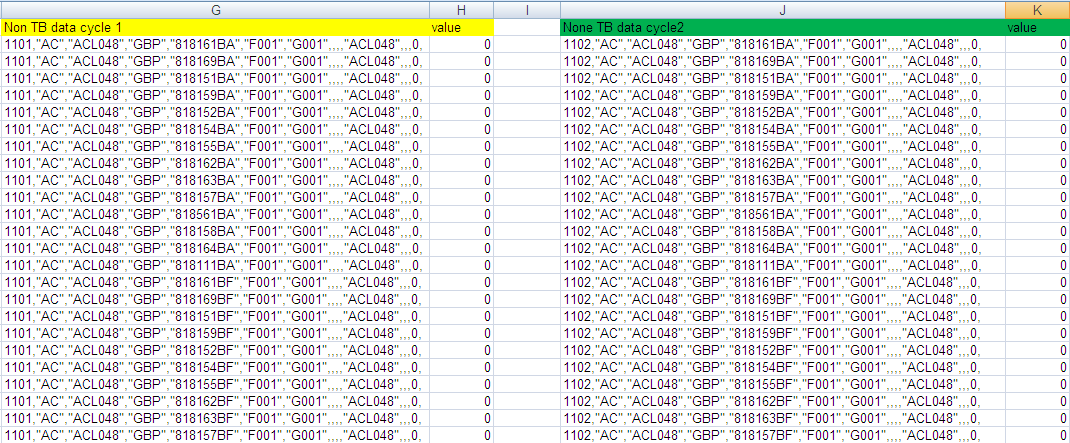 G H I J K
Non TB data cycle 1 value None TB data cycle2 value
1101,"AC","ACL048","GBP","818161BA","F001","G001",,,,"ACL048",,,0, 0 1102,"AC","ACL048","GBP","818161BA","F001","G001",,,,"ACL048",,,0, 0
1101,"AC","ACL048","GBP","818169BA","F001","G001",,,,"ACL048",,,0, 0 1102,"AC","ACL048","GBP","818169BA","F001","G001",,,,"ACL048",,,0, 0
1101,"AC","ACL048","GBP","818151BA","F001","G001",,,,"ACL048",,,0, 0 1102,"AC","ACL048","GBP","818151BA","F001","G001",,,,"ACL048",,,0, 0
1101,"AC","ACL048","GBP","818159BA","F001","G001",,,,"ACL048",,,0, 0 1102,"AC","ACL048","GBP","818159BA","F001","G001",,,,"ACL048",,,0, 0
1101,"AC","ACL048","GBP","818152BA","F001","G001",,,,"ACL048",,,0, 0 1102,"AC","ACL048","GBP","818152BA","F001","G001",,,,"ACL048",,,0, 0
1101,"AC","ACL048","GBP","818154BA","F001","G001",,,,"ACL048",,,0, 0 1102,"AC","ACL048","GBP","818154BA","F001","G001",,,,"ACL048",,,0, 0
1101,"AC","ACL048","GBP","818155BA","F001","G001",,,,"ACL048",,,0, 0 1102,"AC","ACL048","GBP","818155BA","F001","G001",,,,"ACL048",,,0, 0
1101,"AC","ACL048","GBP","818162BA","F001","G001",,,,"ACL048",,,0, 0 1102,"AC","ACL048","GBP","818162BA","F001","G001",,,,"ACL048",,,0, 0
1101,"AC","ACL048","GBP","818163BA","F001","G001",,,,"ACL048",,,0, 0 1102,"AC","ACL048","GBP","818163BA","F001","G001",,,,"ACL048",,,0, 0
1101,"AC","ACL048","GBP","818157BA","F001","G001",,,,"ACL048",,,0, 0 1102,"AC","ACL048","GBP","818157BA","F001","G001",,,,"ACL048",,,0, 0
1101,"AC","ACL048","GBP","818561BA","F001","G001",,,,"ACL048",,,0, 0 1102,"AC","ACL048","GBP","818561BA","F001","G001",,,,"ACL048",,,0, 0
1101,"AC","ACL048","GBP","818158BA","F001","G001",,,,"ACL048",,,0, 0 1102,"AC","ACL048","GBP","818158BA","F001","G001",,,,"ACL048",,,0, 0
1101,"AC","ACL048","GBP","818164BA","F001","G001",,,,"ACL048",,,0, 0 1102,"AC","ACL048","GBP","818164BA","F001","G001",,,,"ACL048",,,0, 0
1101,"AC","ACL048","GBP","818111BA","F001","G001",,,,"ACL048",,,0, 0 1102,"AC","ACL048","GBP","818111BA","F001","G001",,,,"ACL048",,,0, 0
1101,"AC","ACL048","GBP","818161BF","F001","G001",,,,"ACL048",,,0, 0 1102,"AC","ACL048","GBP","818161BF","F001","G001",,,,"ACL048",,,0, 0
1101,"AC","ACL048","GBP","818169BF","F001","G001",,,,"ACL048",,,0, 0 1102,"AC","ACL048","GBP","818169BF","F001","G001",,,,"ACL048",,,0, 0
1101,"AC","ACL048","GBP","818151BF","F001","G001",,,,"ACL048",,,0, 0 1102,"AC","ACL048","GBP","818151BF","F001","G001",,,,"ACL048",,,0, 0
1101,"AC","ACL048","GBP","818159BF","F001","G001",,,,"ACL048",,,0, 0 1102,"AC","ACL048","GBP","818159BF","F001","G001",,,,"ACL048",,,0, 0
1101,"AC","ACL048","GBP","818152BF","F001","G001",,,,"ACL048",,,0, 0 1102,"AC","ACL048","GBP","818152BF","F001","G001",,,,"ACL048",,,0, 0
1101,"AC","ACL048","GBP","818154BF","F001","G001",,,,"ACL048",,,0, 0 1102,"AC","ACL048","GBP","818154BF","F001","G001",,,,"ACL048",,,0, 0
1101,"AC","ACL048","GBP","818155BF","F001","G001",,,,"ACL048",,,0, 0 1102,"AC","ACL048","GBP","818155BF","F001","G001",,,,"ACL048",,,0, 0
1101,"AC","ACL048","GBP","818162BF","F001","G001",,,,"ACL048",,,0, 0 1102,"AC","ACL048","GBP","818162BF","F001","G001",,,,"ACL048",,,0, 0
1101,"AC","ACL048","GBP","818163BF","F001","G001",,,,"ACL048",,,0, 0 1102,"AC","ACL048","GBP","818163BF","F001","G001",,,,"ACL048",,,0, 0
1101,"AC","ACL048","GBP","818157BF","F001","G001",,,,"ACL048",,,0, 0 1102,"AC","ACL048","GBP","818157BF","F001","G001",,,,"ACL048",,,0, 0